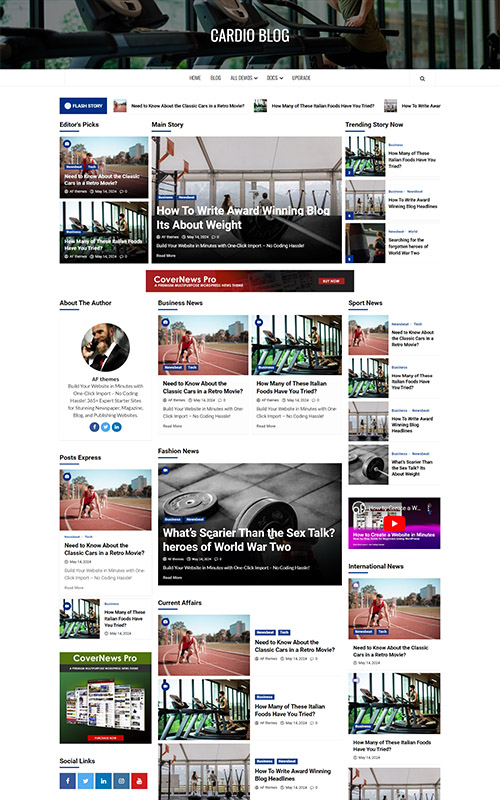 CARDIO BLOG
HOME BLOG ALL DEMOS DOCS UPGRADE
FLASH STORY
Need to Know About the Classic Cars in a Retro Movie?
How Many of These Italian Foods Have You Tried?
How To Write Awar
Editor's Picks
Newsbeat Tech
Need to Know About the Classic
Cars in a Retro Movie?
AF themes May 14, 2024 0
Business
How Many of These Italian Foods
Have You Tried?
AF themes May 14, 2024 0
Main Story
Business Newsbeat
How To Write Award Winning Blog
Its About Weight
AF themes May 14, 2024 0
Build Your Website in Minutes with One-Click Import – No Coding Hassle!
Read More
Trending Story Now
Business
How Many of These
Italian Foods Have You
Tried?
Business Newsbeat
How To Write Award
Winning Blog Headlines
Newsbeat World
Searching for the
forgotten heroes of
World War Two
CoverNews Pro
A PREMIUM MULTIPURPOSE WORDPRESS NEWS THEME
BUY NOW
About The Author
AF themes
Build Your Website in Minutes with
One-Click Import – No Coding
Hassle! 365+ Expert Starter Sites
for Stunning Newspaper, Magazine,
Blog, and Publishing Websites.
Business News
Newsbeat Tech
Need to Know About the
Classic Cars in a Retro Movie?
AF themes May 14, 2024 0
Build Your Website in Minutes with
One-Click Import – No Coding Hassle!
Read More
Business
How Many of These Italian
Foods Have You Tried?
AF themes May 14, 2024 0
Build Your Website in Minutes with
One-Click Import – No Coding Hassle!
Read More
Sport News
Newsbeat Tech
Need to Know About the
Classic Cars in a Retro
Movie?
Business
How Many of These
Italian Foods Have You
Tried?
Business Newsbeat
How To Write Award
Winning Blog
Headlines
Business Newsbeat
What's Scarier Than
the Sex Talk? Its
About Weight
Posts Express
Newsbeat Tech
Need to Know About the
Classic Cars in a Retro Movie?
May 14, 2024
Build Your Website in Minutes with
One-Click Import – No Coding Hassle!
Read More
Business
How Many of These
Italian Foods Have
You Tried?
May 14, 2024
CoverNews Pro
A PREMIUM MULTIPURPOSE WORDPRESS NEWS THEME
PURCHASE NOW
Social Links
Fashion News
Business Newsbeat
What's Scarier Than the Sex Talk?
heroes of World War Two
AF themes May 14, 2024 0
Build Your Website in Minutes with One-Click Import – No Coding Hassle!
Read More
Current Affairs
Newsbeat Tech
Need to Know About the
Classic Cars in a Retro Movie?
AF themes May 14, 2024 0
Business
How Many of These Italian
Foods Have You Tried?
AF themes May 14, 2024 0
Business Newsbeat
How To Write Award Winning
Blog Headlines
AF themes May 14, 2024 0
How to Create a Website in Minutes
International News
Newsbeat Tech
Need to Know About the Classic
Cars in a Retro Movie?
May 14, 2024
Business
How Many of These Italian Foods
Have You Tried?
May 14, 2024
Business Newsbeat